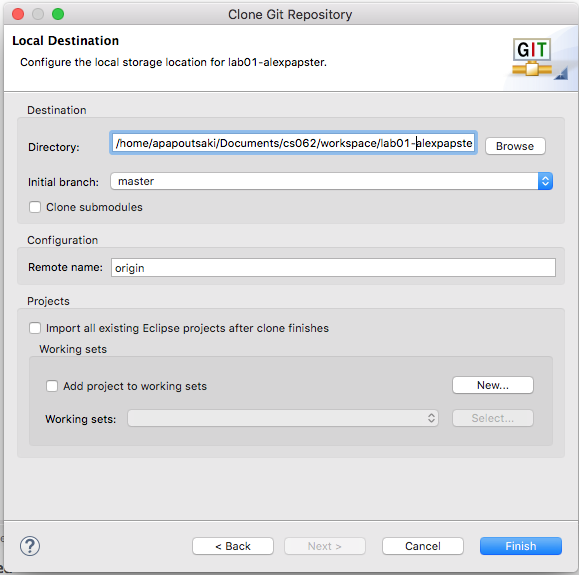 Clone Git Repository
Local Destination
Configure the local storage location for lab01-alexpapster.
GIT
Destination
Directory: /home/apapoutsaki/Documents/cs062/workspace/lab01-alexpapste Browse
Initial branch: master
Clone submodules
Configuration
Remote name: origin
Projects
Import all existing Eclipse projects after clone finishes
Working sets
Add project to working sets New...
Working sets: Select...
? < Back Next > Cancel Finish